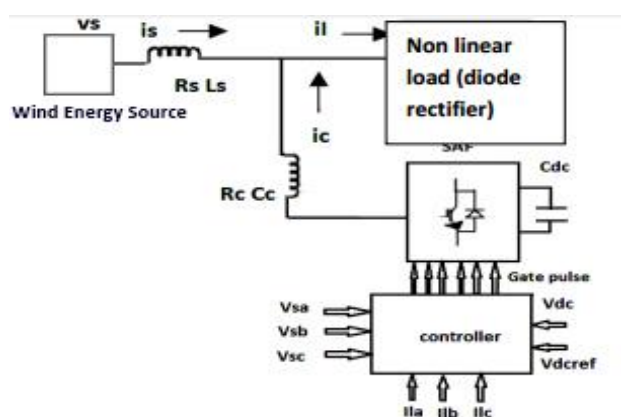 vs
is
il
Non linear
load (diode
rectifier)
Rs Ls
Wind Energy Source
ic
SAF
Cdc
Rc Cc
Gate pulse
Vsa
Vdc
Vsb
controller
Vsc
Vdcref
Ila Ilb Ilc